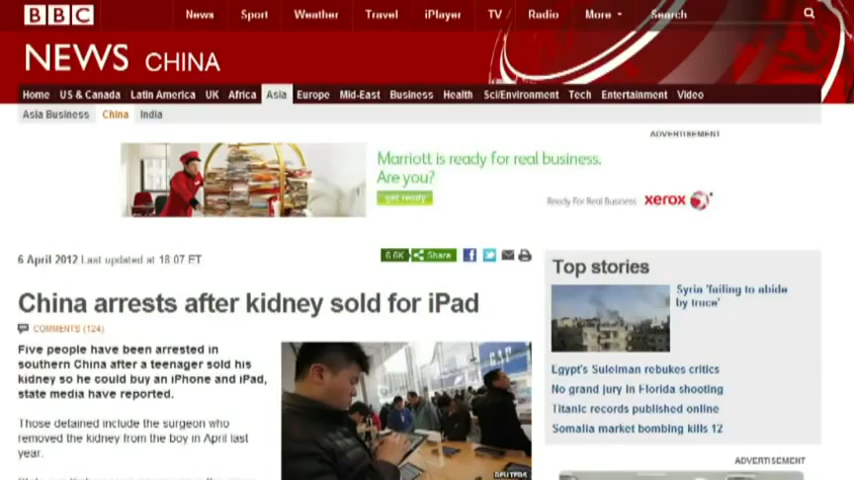 BBC News Sport Weather Travel iPlayer TV Radio More Search
NEWS CHINA
Home US & Canada Latin America UK Africa Asia Europe Mid-East Business Health Sci/Environment Tech Entertainment Video
Asia Business China India
ADVERTISEMENT
Marriott is ready for real business.
Are you?
get ready
Ready For Real Business xerox
6 April 2012 Last updated at 18:07 ET
6.6K Share
China arrests after kidney sold for iPad
COMMENTS (124)
Five people have been arrested in
southern China after a teenager sold his
kidney so he could buy an iPhone and iPad,
state media have reported.
Those detained include the surgeon who
removed the kidney from the boy in April last
year.
REUTERS
Top stories
Syria 'failing to abide
by truce'
Egypt's Suleiman rebukes critics
No grand jury in Florida shooting
Titanic records published online
Somalia market bombing kills 12
ADVERTISEMENT